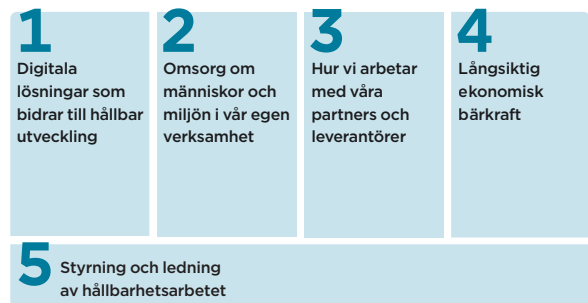 1
Digitala
lösningar som
bidrar till hållbar
utveckling
2
Omsorg om
människor och
miljön i vår egen
verksamhet
3
Hur vi arbetar
med våra
partners och
leverantörer
4
Långsiktig
ekonomisk
bärkraft
5
Styrning och ledning
av hållbarhetsarbetet